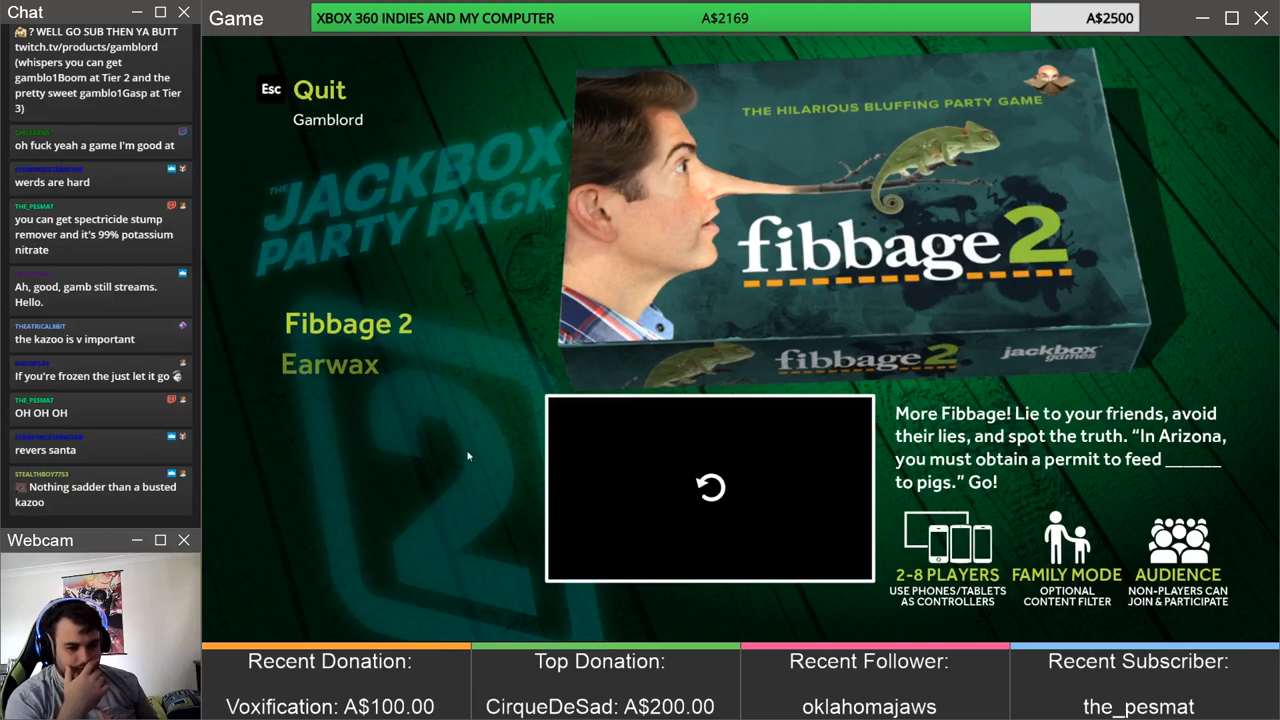 Chat
? WELL GO SUB THEN YA BUTT
twitch.tv/products/gamblord
(whispers you can get
gamblo1Boom at Tier 2 and the
pretty sweet gamblo1Gasp at Tier
3)
oh fuck yeah a game I'm good at
werds are hard
THE_PESMAT
you can get spectricide stump
remover and it's 99% potassium
nitrate
Ah, good, gamb still streams.
Hello.
THEATRICAL8BIT
the kazoo is v important
If you're frozen the just let it go
THE_PESMAT
OH OH OH
revers santa
STEALTHBOY7753
Nothing sadder than a busted
kazoo
Webcam
Game
XBOX 360 INDIES AND MY COMPUTER
A$2169
A$2500
Esc Quit
Gamblord
THE JACKBOX
PARTY PACK
2
Fibbage 2
Earwax
THE HILARIOUS BLUFFING PARTY GAME
fibbage 2
fibbage 2
jackbox games
More Fibbage! Lie to your friends, avoid
their lies, and spot the truth. “In Arizona,
you must obtain a permit to feed ______
to pigs.” Go!
2-8 PLAYERS
USE PHONES/TABLETS
AS CONTROLLERS
FAMILY MODE
OPTIONAL
CONTENT FILTER
AUDIENCE
NON-PLAYERS CAN
JOIN & PARTICIPATE
Recent Donation:
Voxification: A$100.00
Top Donation:
CirqueDeSad: A$200.00
Recent Follower:
oklahomajaws
Recent Subscriber:
the_pesmat